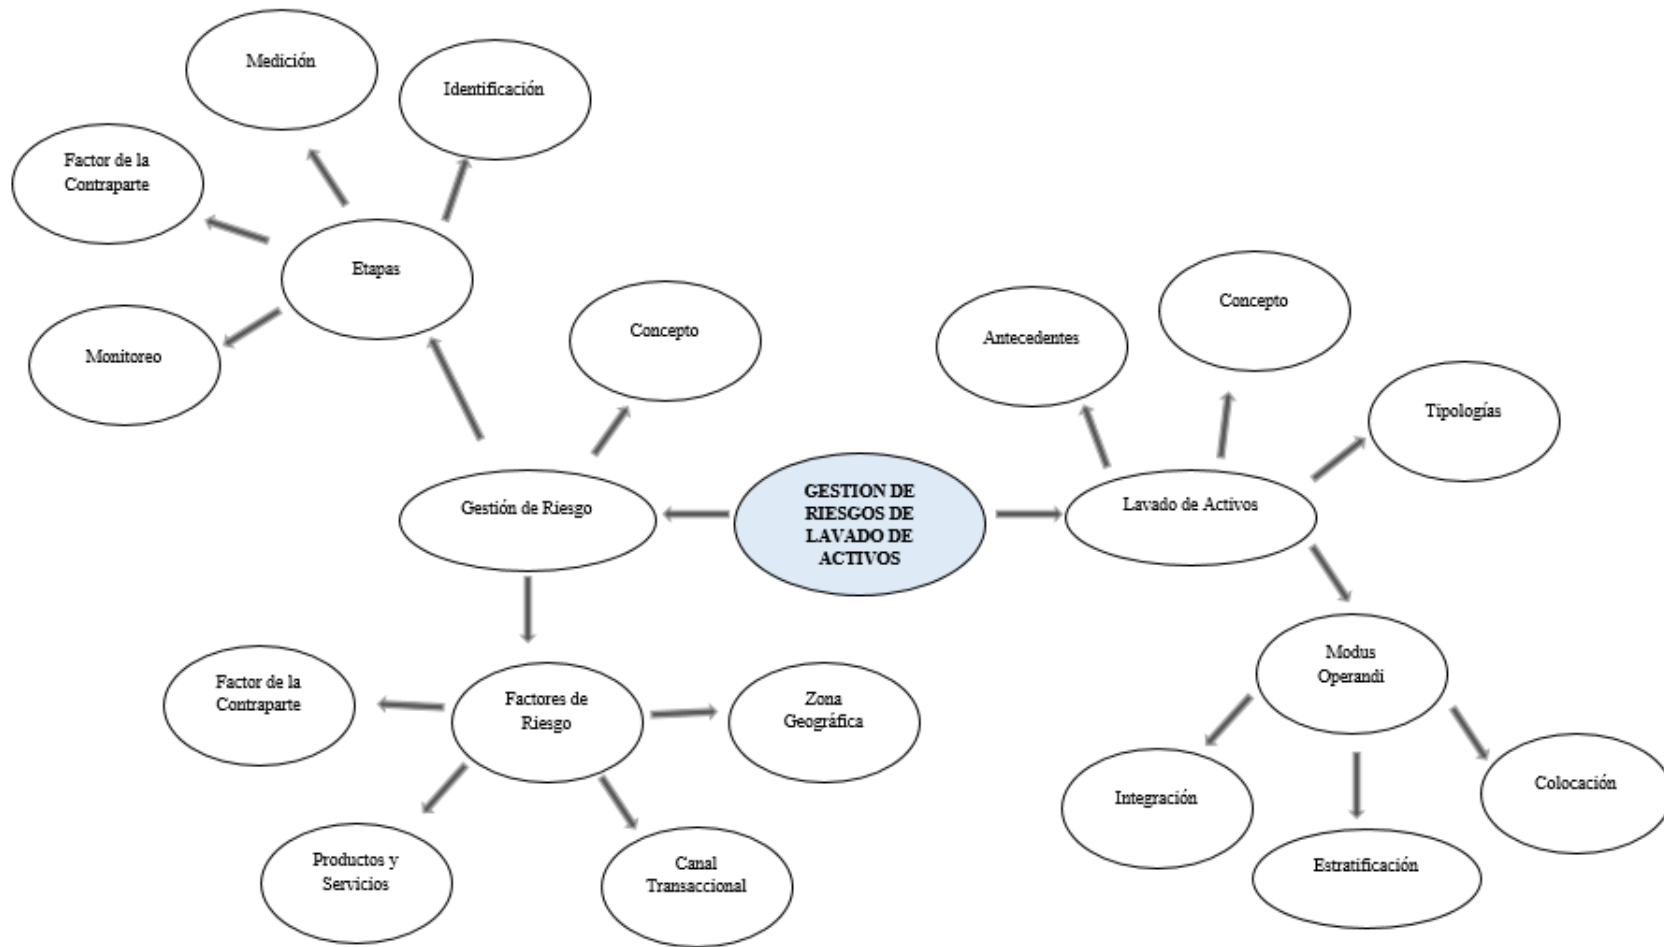 Medición
Identificación
Factor de la
Contraparte
Etapas
Monitoreo
Concepto
Antecedentes
Concepto
Tipologías
Gestión de Riesgo
GESTION DE
RIESGOS DE
LAVADO DE
ACTIVOS
Lavado de Activos
Factor de la
Contraparte
Factores de
Riesgo
Zona
Geográfica
Productos y
Servicios
Canal
Transaccional
Modus
Operandi
Integración
Estratificación
Colocación